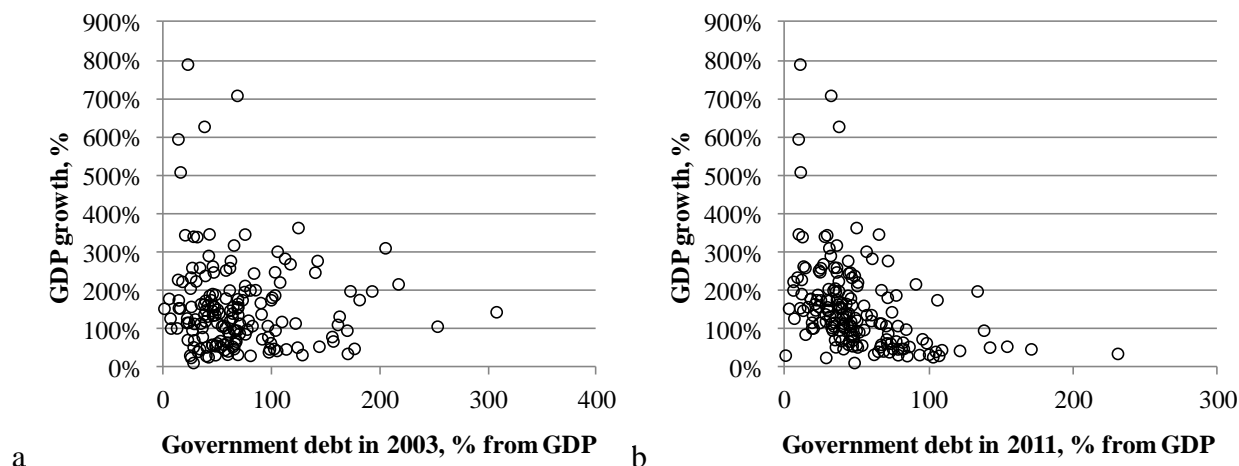 900%
800%
700%
600%
500%
400%
300%
200%
100%
0%
GDP growth, %
0 100 200 300 400
Government debt in 2003, % from GDP
a
900%
800%
700%
600%
500%
400%
300%
200%
100%
0%
GDP growth, %
0 100 200 300
Government debt in 2011, % from GDP
b